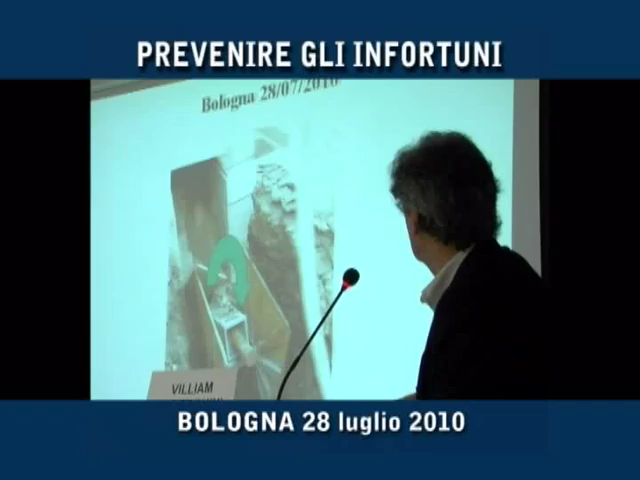 PREVENIRE GLI INFORTUNI
Bologna 28/07/2010
VILLIAM
BOLOGNA 28 luglio 2010